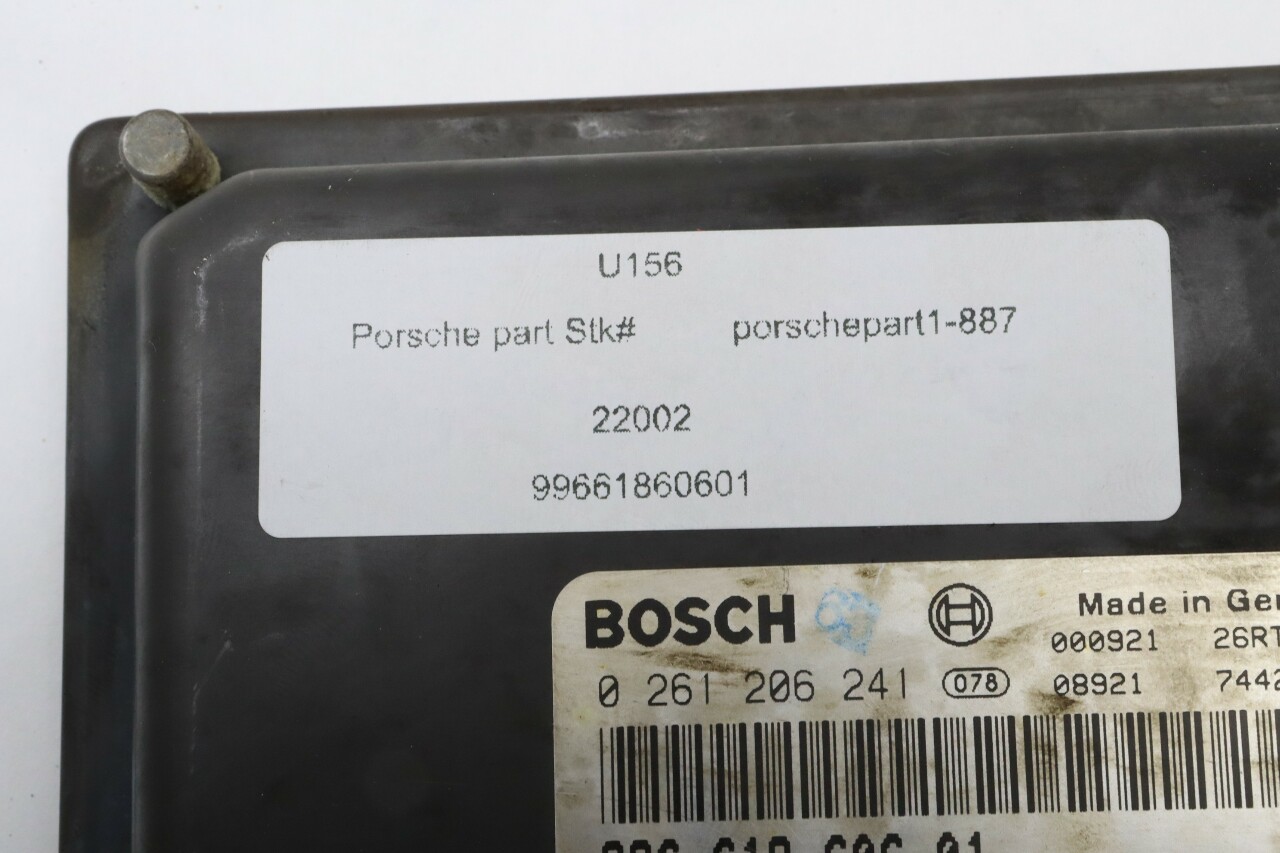 U156
Porsche part Stk# porschepart1-887
22002
99661860601
BOSCH Made in Ger
000921 26RT
0 261 206 241 078 08921 7442